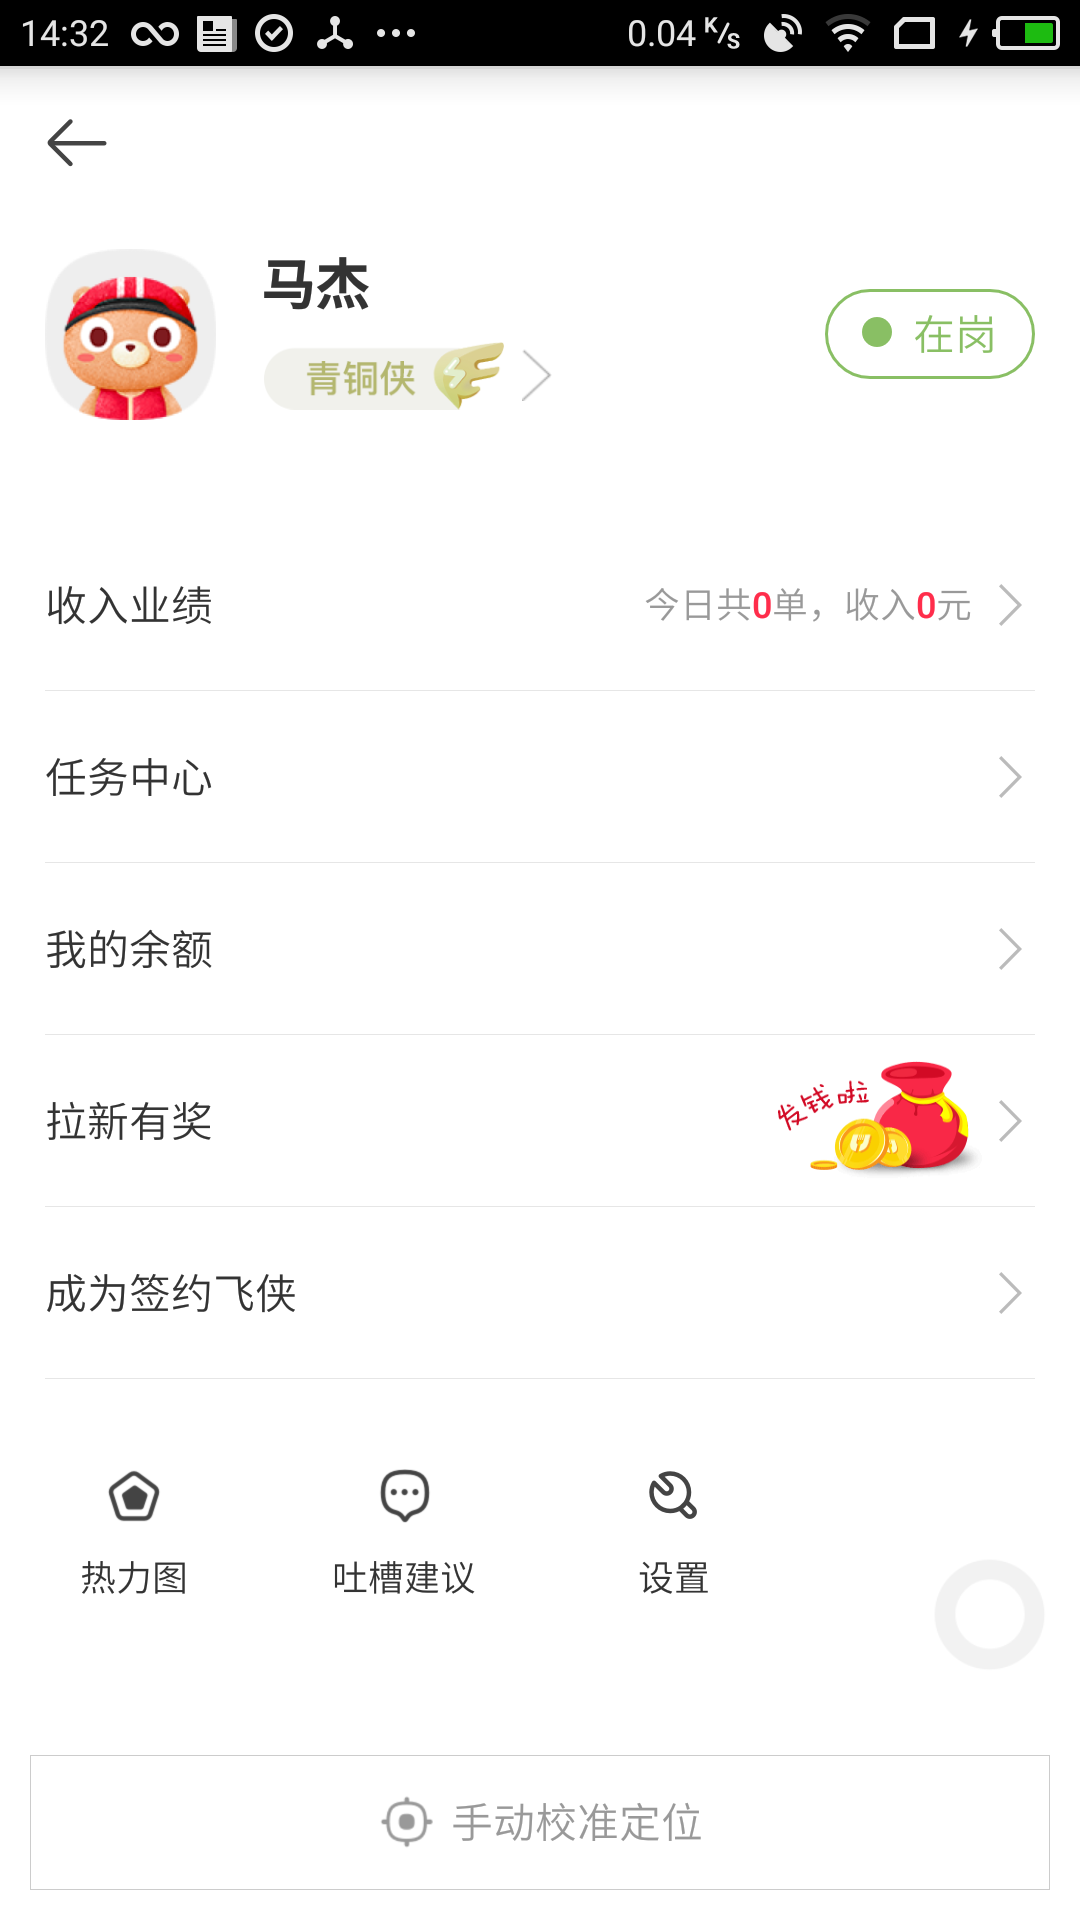 14:32 0.04 K/s
马杰
青铜侠
在岗
收入业绩 今日共0单，收入0元
任务中心
我的余额
拉新有奖 发钱啦
成为签约飞侠
热力图 吐槽建议 设置
手动校准定位